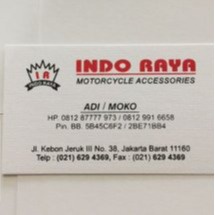 I R
INDO RAYA
INDO RAYA
MOTORCYCLE ACCESSORIES
ADI / MOKO
HP. 0812 87777 973 / 0812 991 6658
Pin. BB. 5B45C6F2 / 2BE71BB4
Jl. Kebon Jeruk III No. 38, Jakarta Barat 11160
Telp : (021) 629 4369, Fax : (021) 629 4369